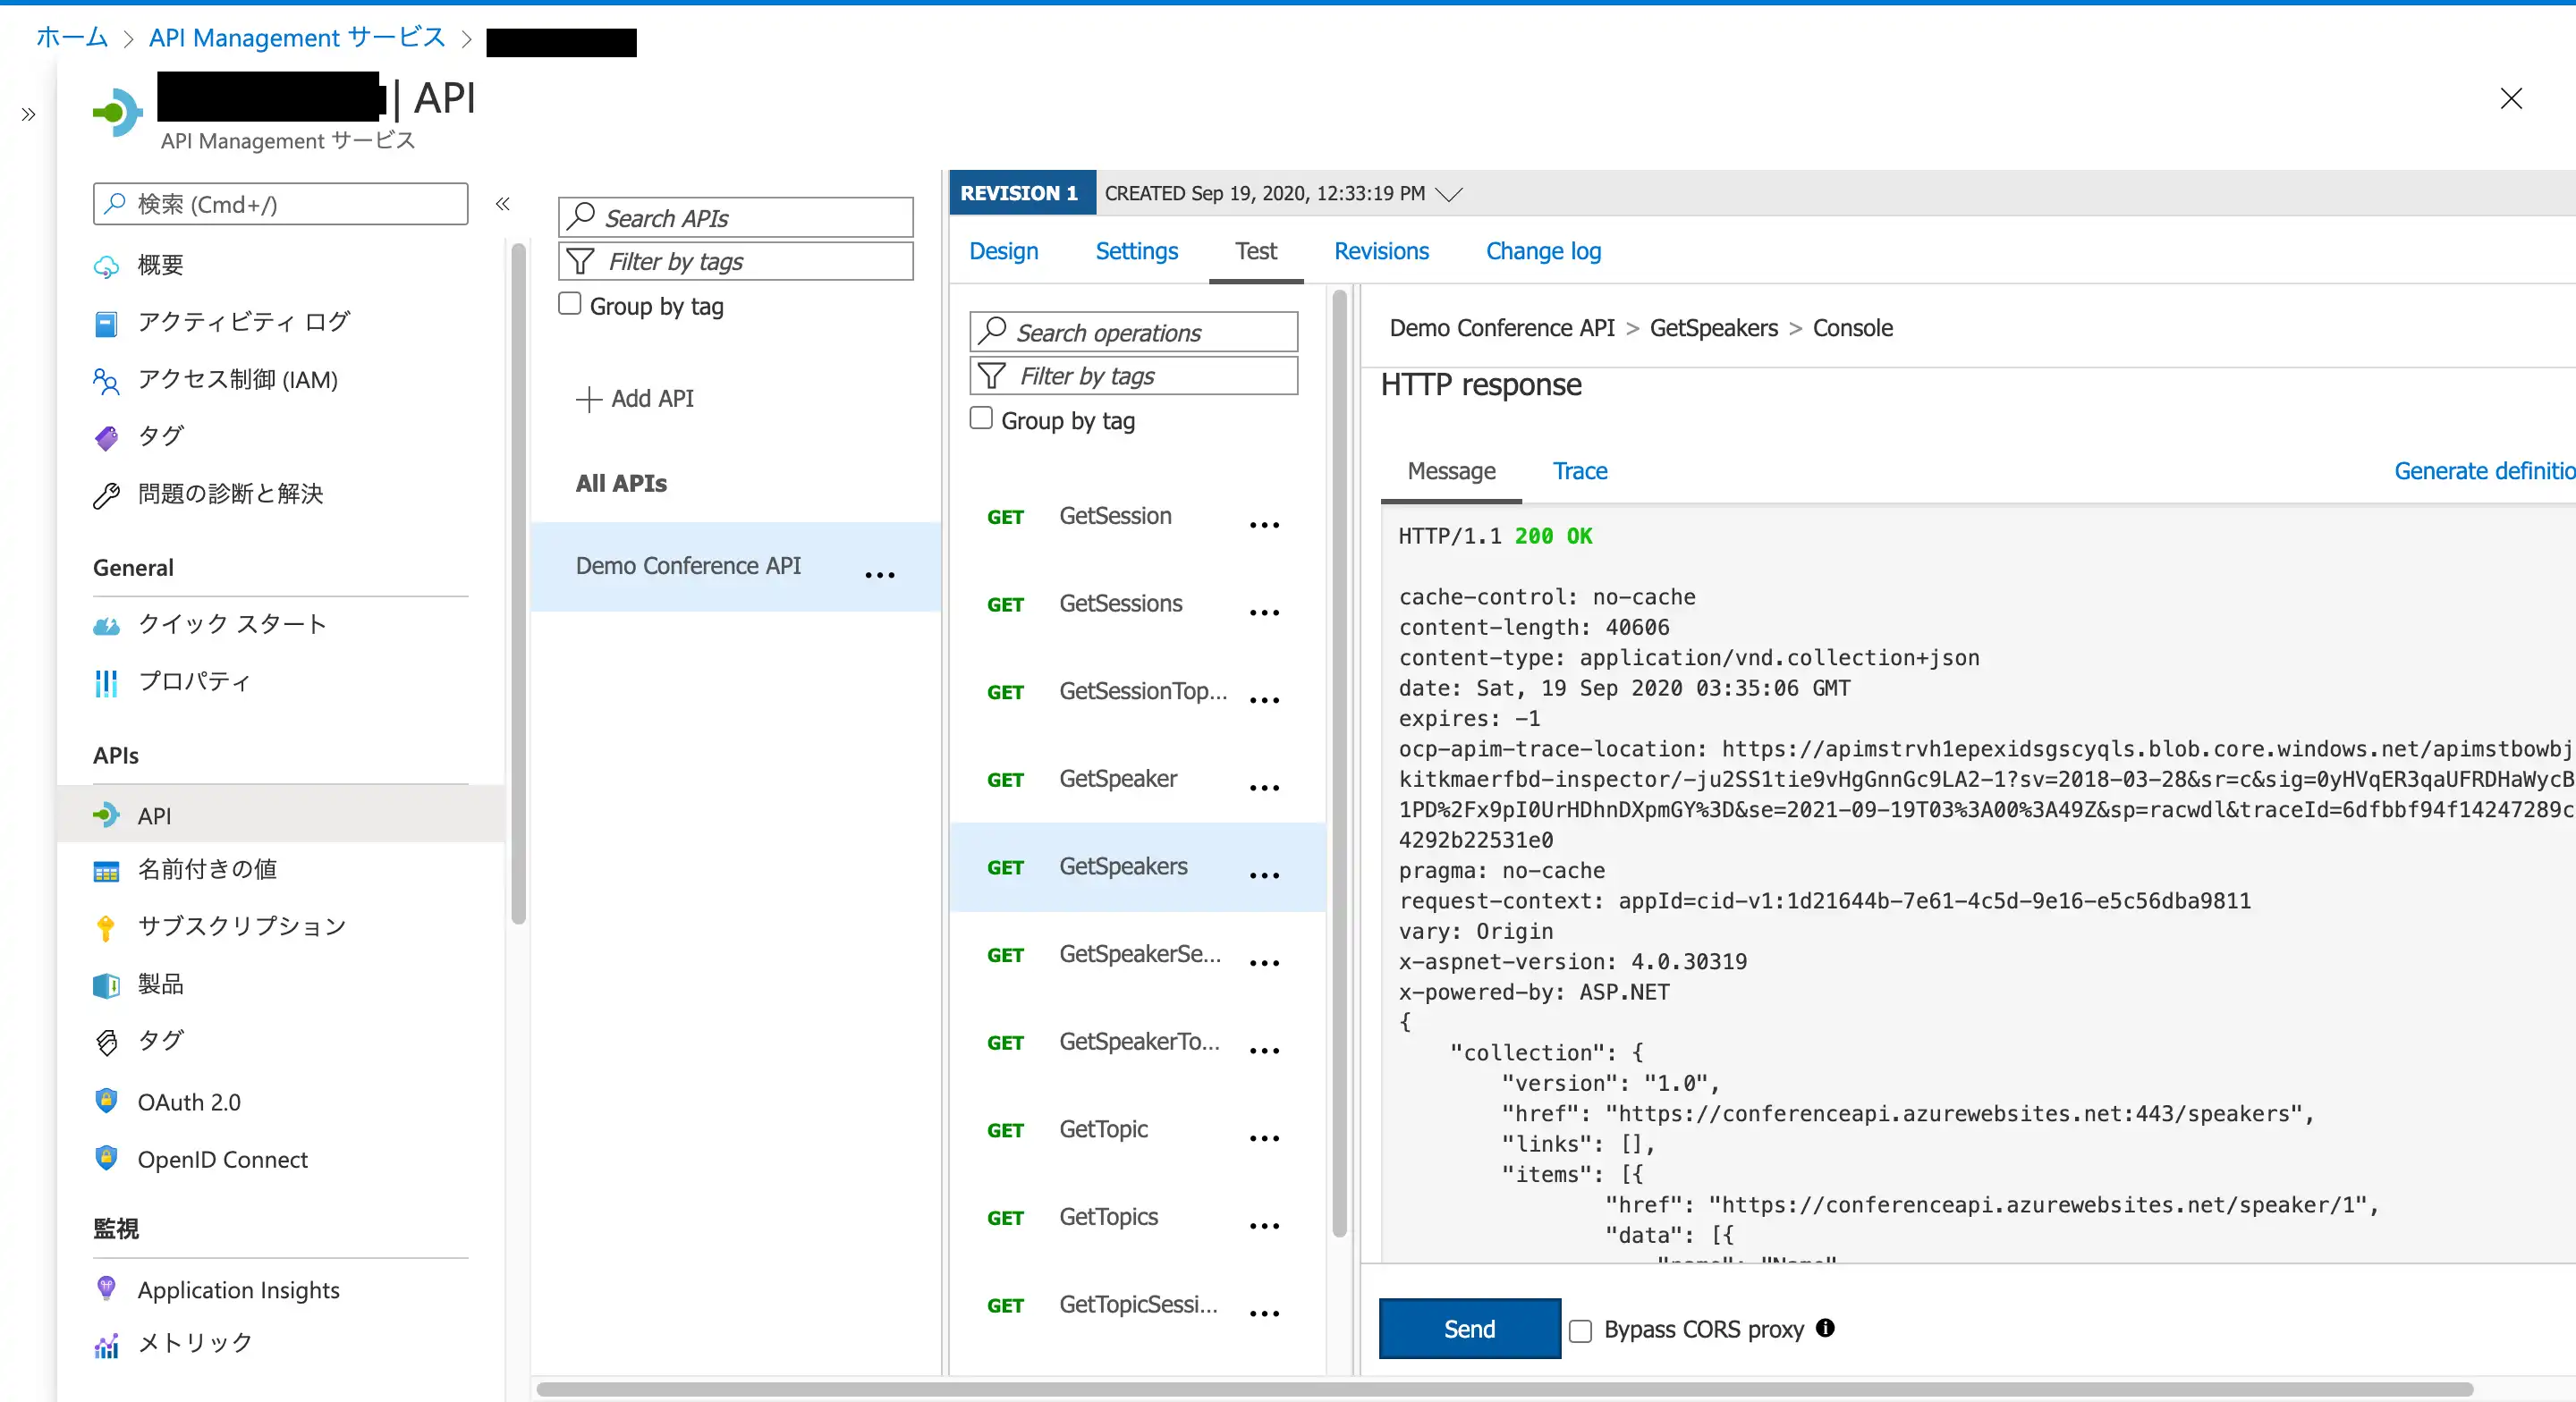 ホーム > API Management サービス >
| API
API Management サービス
検索 (Cmd+/)
概要
アクティビティ ログ
アクセス制御 (IAM)
タグ
問題の診断と解決
General
クイック スタート
プロパティ
APIs
API
名前付きの値
サブスクリプション
製品
タグ
OAuth 2.0
OpenID Connect
監視
Application Insights
メトリック
Search APIs
Filter by tags
Group by tag
Add API
All APIs
Demo Conference API ...
REVISION 1 CREATED Sep 19, 2020, 12:33:19 PM
Design Settings Test Revisions Change log
Search operations
Filter by tags
Group by tag
GET GetSession ...
GET GetSessions ...
GET GetSessionTop... ...
GET GetSpeaker ...
GET GetSpeakers ...
GET GetSpeakerSe... ...
GET GetSpeakerTo... ...
GET GetTopic ...
GET GetTopics ...
GET GetTopicSessi... ...
Demo Conference API > GetSpeakers > Console
HTTP response
Message Trace Generate definitio
HTTP/1.1 200 OK
cache-control: no-cache
content-length: 40606
content-type: application/vnd.collection+json
date: Sat, 19 Sep 2020 03:35:06 GMT
expires: -1
ocp-apim-trace-location: https://apimstrvh1epexidsgscyqls.blob.core.windows.net/apimstbowbj
kitkmaerfbd-inspector/-ju2SS1tie9vHgGnnGc9LA2-1?sv=2018-03-28&sr=c&sig=0yHVqER3qaUFRDHaWycB
1PD%2Fx9pI0UrHDhnDXpmGY%3D&se=2021-09-19T03%3A00%3A49Z&sp=racwdl&traceId=6dfbbf94f14247289c
4292b22531e0
pragma: no-cache
request-context: appId=cid-v1:1d21644b-7e61-4c5d-9e16-e5c56dba9811
vary: Origin
x-aspnet-version: 4.0.30319
x-powered-by: ASP.NET
{
"collection": {
"version": "1.0",
"href": "https://conferenceapi.azurewebsites.net:443/speakers",
"links": [],
"items": [{
"href": "https://conferenceapi.azurewebsites.net/speaker/1",
"data": [{
"name": "Name"
Send Bypass CORS proxy